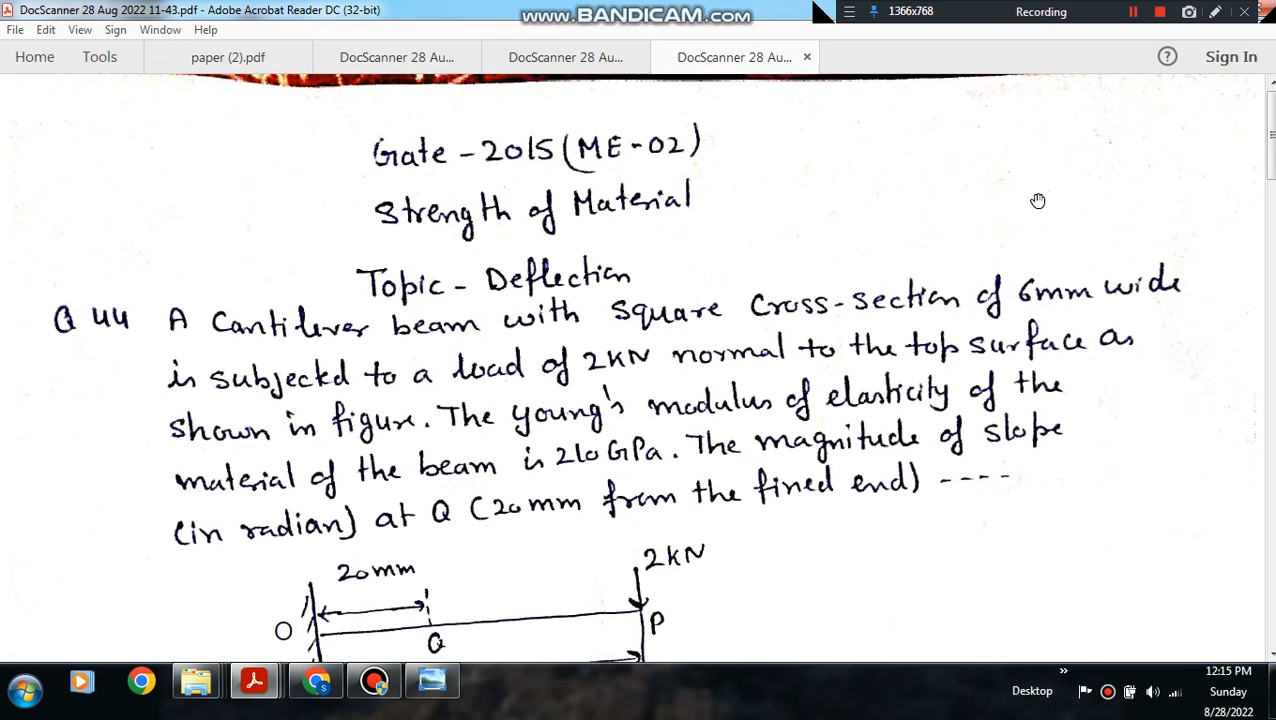 DocScanner 28 Aug 2022 11-43.pdf - Adobe Acrobat Reader DC (32-bit)
www.BANDICAM.com
1366x768
Recording
File Edit View Sign Window Help
Home Tools paper (2).pdf DocScanner 28 Au... DocScanner 28 Au... DocScanner 28 Au... × Sign In
Gate - 2015 (ME-02)
Strength of Material
Topic - Deflection
Q 44 A Cantilever beam with square Cross-section of 6mm wide
is subjected to a load of 2KN normal to the top surface as
shown in figure. The young's modulus of elasticity of the
material of the beam is 210 GPa. The magnitude of slope
(in radian) at Q (20mm from the fined end) ----
20mm
2KN
O
Q
P
Desktop
»
12:15 PM
Sunday
8/28/2022